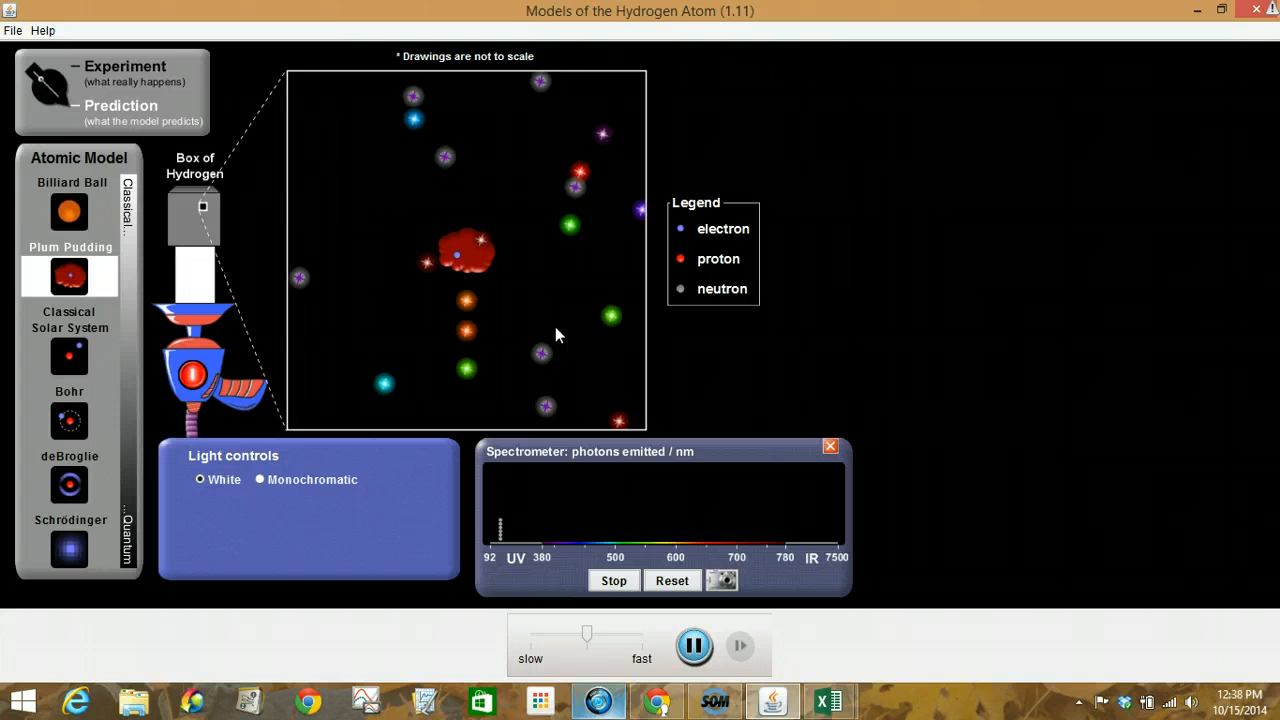 Models of the Hydrogen Atom (1.11)
File Help
* Drawings are not to scale
Experiment
(what really happens)
Prediction
(what the model predicts)
Atomic Model
Billiard Ball
Plum Pudding
Classical
Solar System
Bohr
deBroglie
Schrödinger
Classical...
...Quantum
Box of
Hydrogen
Legend
electron
proton
neutron
Light controls
White Monochromatic
Spectrometer: photons emitted / nm
92 UV 380 500 600 700 780 IR 7500
Stop Reset
slow fast
SOM
12:38 PM
10/15/2014